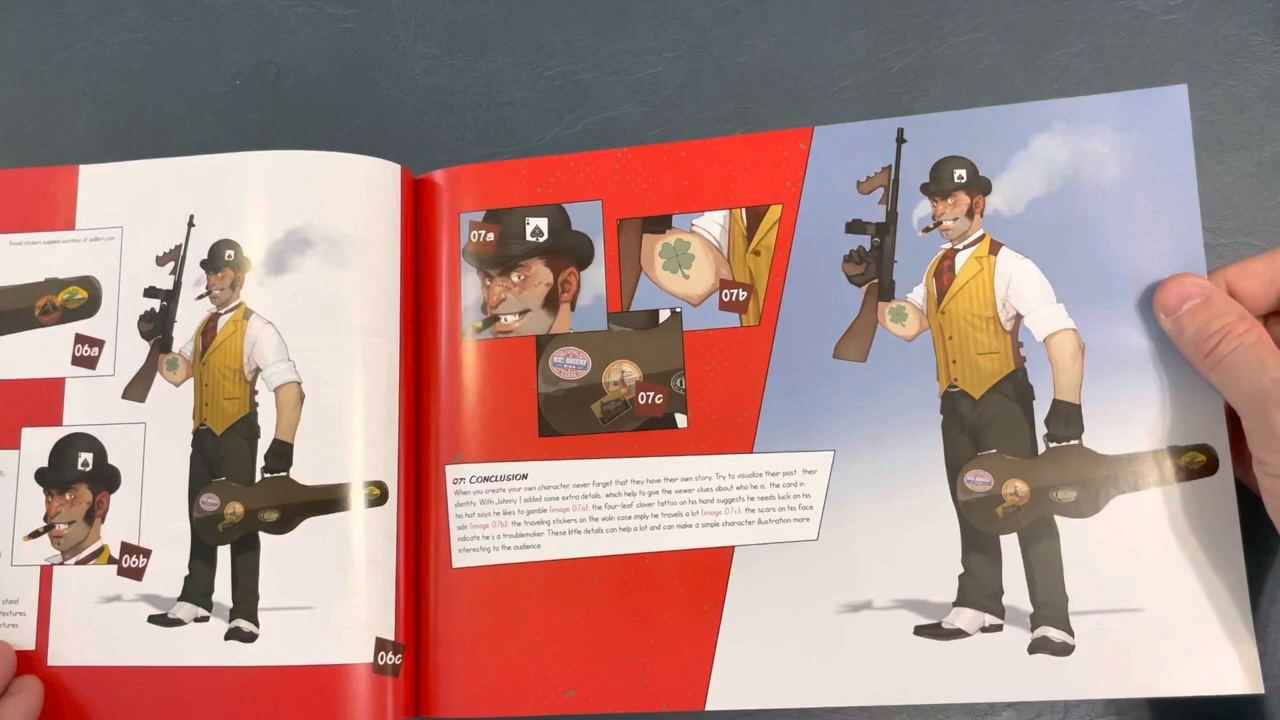 Travel stickers supplied courtesy of
06a
06b
stand
textures,
tures
06c
07a
07b
07c
07: CONCLUSION
When you create your own character, never forget that they have their own story. Try to visualize their past, their
identity. With Johnny I added some extra details, which help to give the viewer clues about who he is: the card in
his hat says he likes to gamble (image 07a); the four-leaf clover tattoo on his hand suggests he needs luck on his
side (image 07b); the traveling stickers on the violin case imply he travels a lot (image 07c); the scars on his face
indicate he's a troublemaker. These little details can help a lot and can make a simple character illustration more
interesting to the audience.